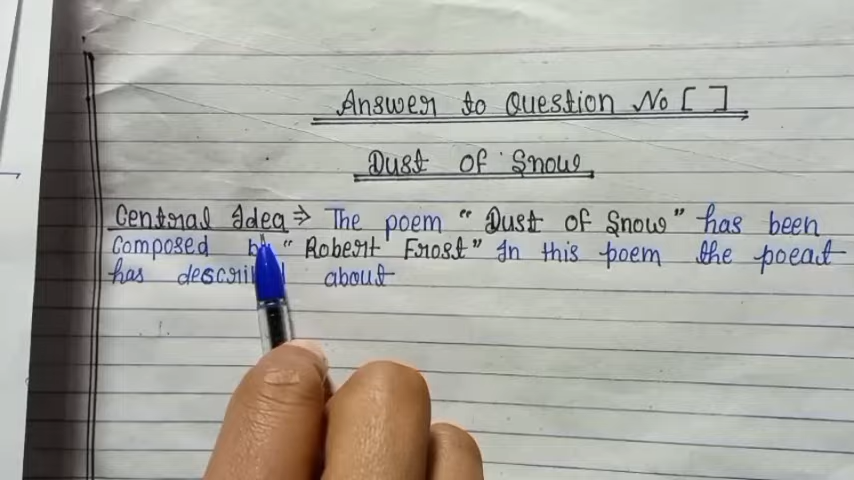 Answer to Question No [ ]
Dust of Snow
Central Idea ⇒ The poem " Dust of Snow" has been
composed " Robert Frost" In this poem the poeat
has about